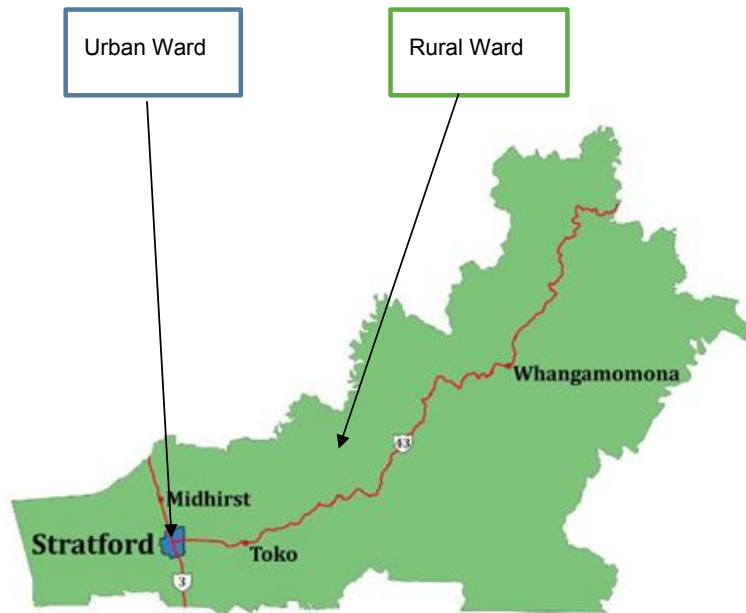 Urban Ward
Rural Ward
Whangamomona
43
Midhirst
Stratford
Toko
3